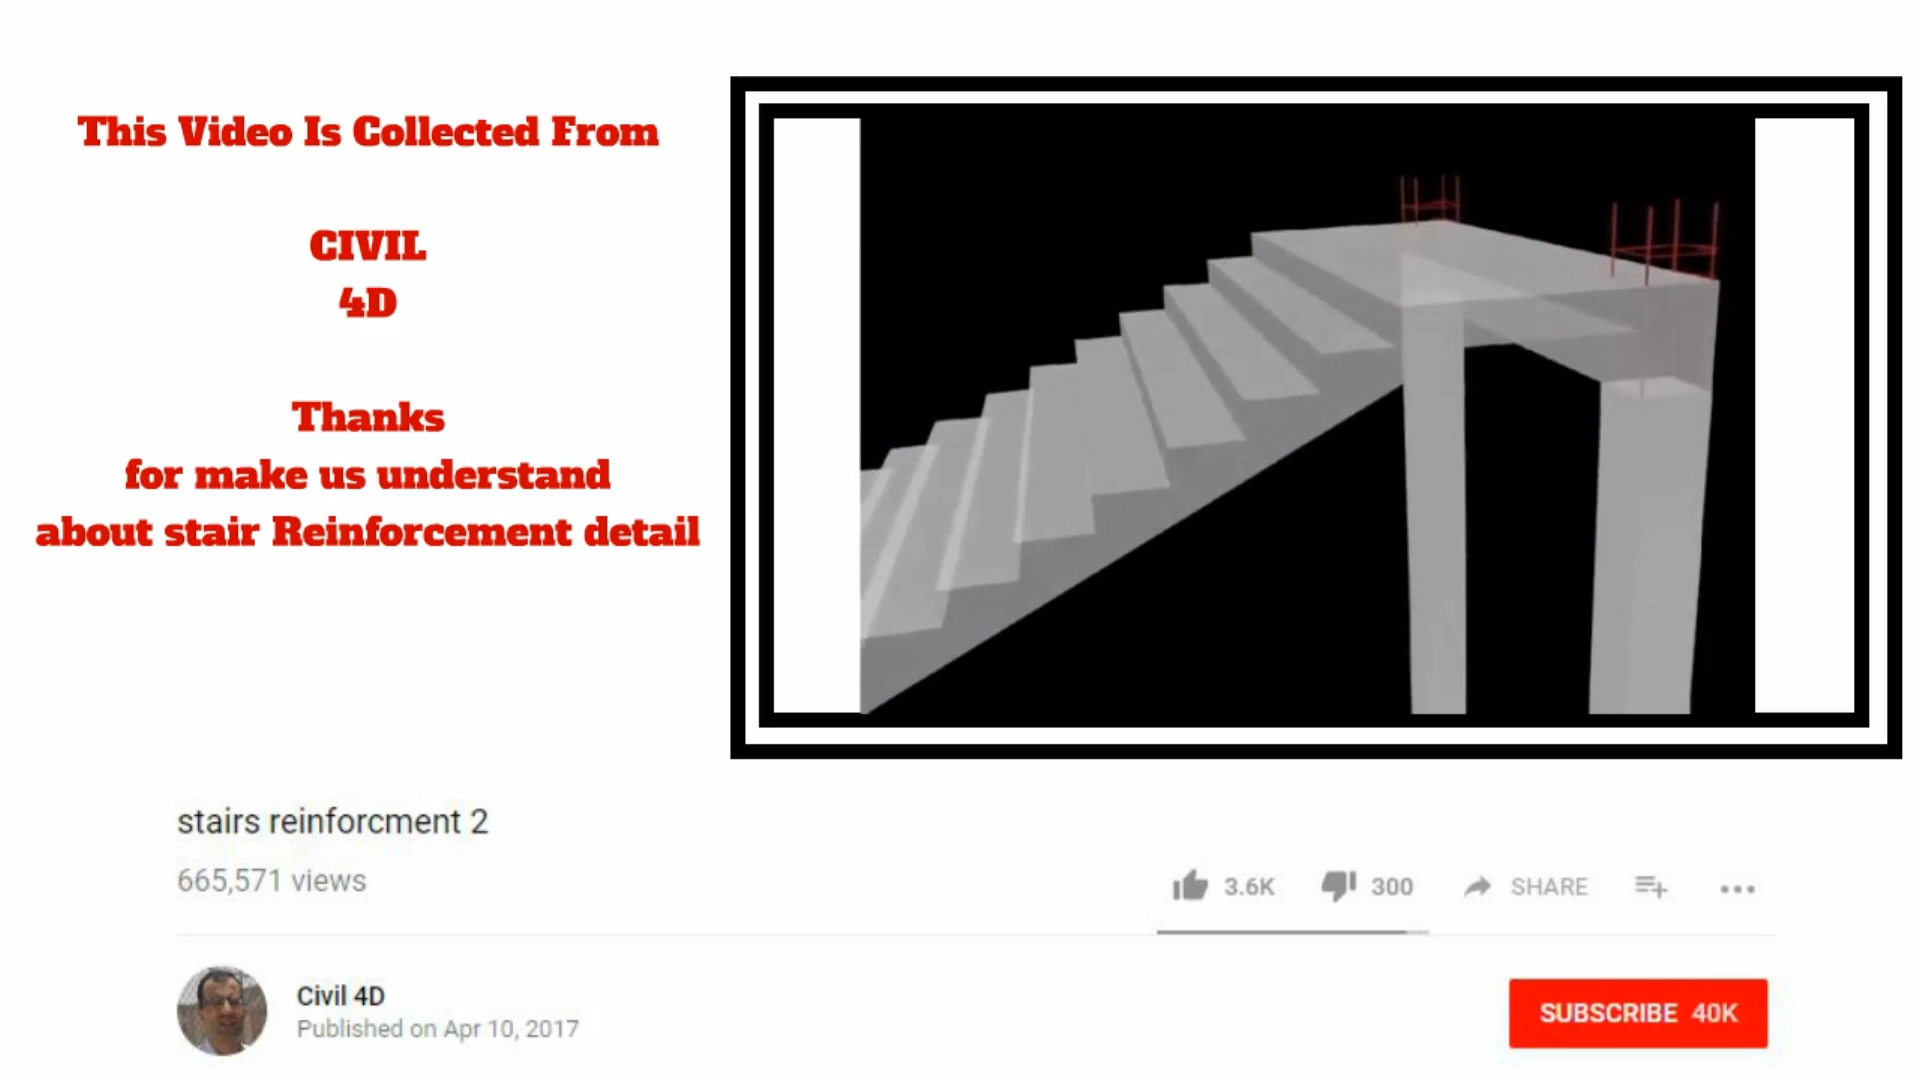 This Video Is Collected From
CIVIL
4D
Thanks
for make us understand
about stair Reinforcement detail
stairs reinforcment 2
665,571 views
3.6K
300
SHARE
Civil 4D
Published on Apr 10, 2017
SUBSCRIBE 40K